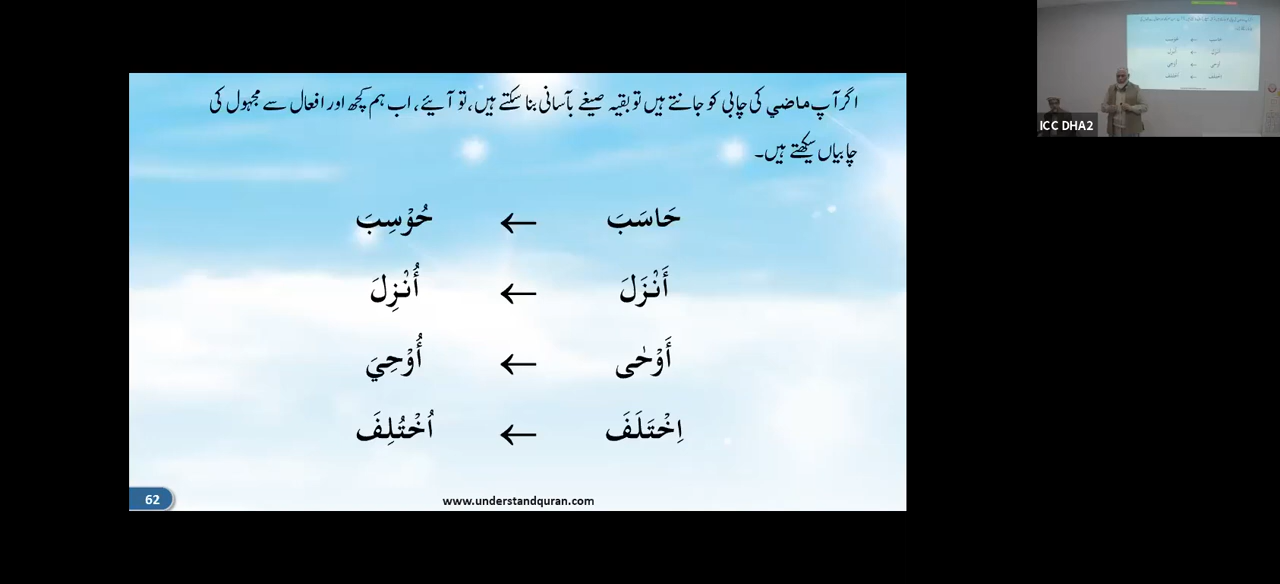 اگر آپ ماضي کی چابی کو جانتے ہیں تو بقیہ صیغے بآسانی بنا سکتے ہیں، تو آیئے، اب ہم کچھ اور افعال سے مجہول کی
چابیاں سیکھتے ہیں۔
حَاسَبَ ← حُوْسِبَ
أَنْزَلَ ← أُنْزِلَ
أَوْحٰى ← أُوْحِيَ
اِخْتَلَفَ ← اُخْتُلِفَ
62
www.understandquran.com
ICC DHA2